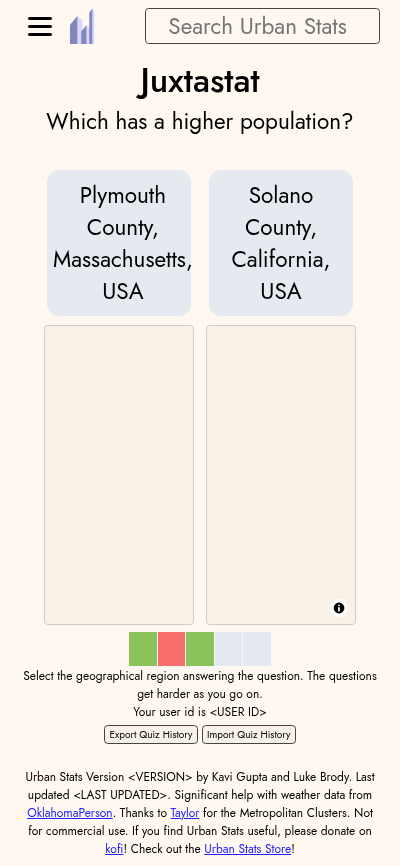 Search Urban Stats
Juxtastat
Which has a higher population?
Plymouth
County,
Massachusetts,
USA
Solano
County,
California,
USA
Select the geographical region answering the question. The questions
get harder as you go on.
Your user id is <USER ID>
Export Quiz History
Import Quiz History
Urban Stats Version <VERSION> by Kavi Gupta and Luke Brody. Last
updated <LAST UPDATED>. Significant help with weather data from
OklahomaPerson. Thanks to Taylor for the Metropolitan Clusters. Not
for commercial use. If you find Urban Stats useful, please donate on
kofi! Check out the Urban Stats Store!